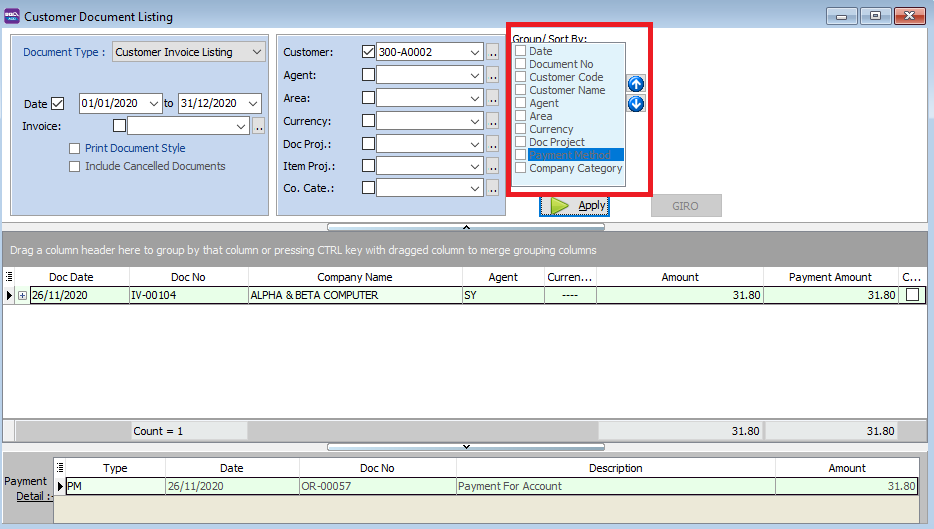 Customer Document Listing
Document Type : Customer Invoice Listing
Date 01/01/2020 to 31/12/2020
Invoice:
Print Document Style
Include Cancelled Documents
Customer: 300-A0002
Agent:
Area:
Currency:
Doc Proj.:
Item Proj.:
Co. Cate.:
Group/ Sort By:
Date
Document No
Customer Code
Customer Name
Agent
Area
Currency
Doc Project
Payment Method
Company Category
Apply
GIRO
Drag a column header here to group by that column or pressing CTRL key with dragged column to merge grouping columns
Doc Date Doc No Company Name Agent Curren... Amount Payment Amount C...
26/11/2020 IV-00104 ALPHA & BETA COMPUTER SY ---- 31.80 31.80
Count = 1 31.80 31.80
Payment
Detail :-
Type Date Doc No Description Amount
PM 26/11/2020 OR-00057 Payment For Account 31.80